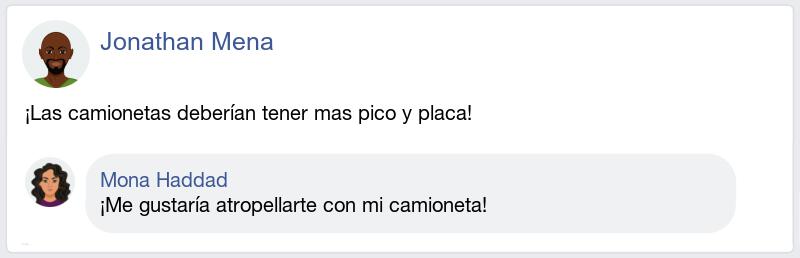 Jonathan Mena
¡Las camionetas deberían tener mas pico y placa!
Mona Haddad
¡Me gustaría atropellarte con mi camioneta!